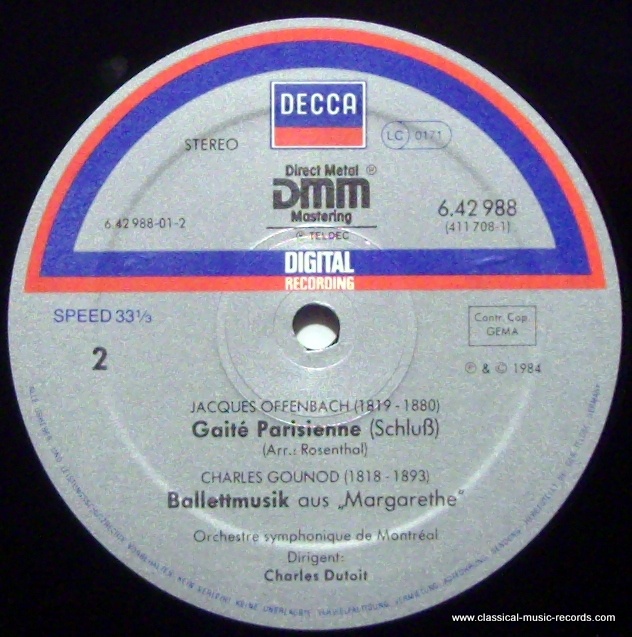 DECCA
STEREO
LC 0171
Direct Metal ®
DMM
Mastering
℗ TELDEC
6.42 988
(411 708-1)
6.42 988-01-2
DIGITAL
RECORDING
SPEED 33⅓
Contr. Cop.
GEMA
2
℗ & © 1984
JACQUES OFFENBACH (1819 - 1880)
Gaité Parisienne (Schluß)
(Arr.: Rosenthal)
CHARLES GOUNOD (1818 - 1893)
Ballettmusik aus „Margarethe“
Orchestre symphonique de Montréal
Dirigent:
Charles Dutoit
www.classical-music-records.com